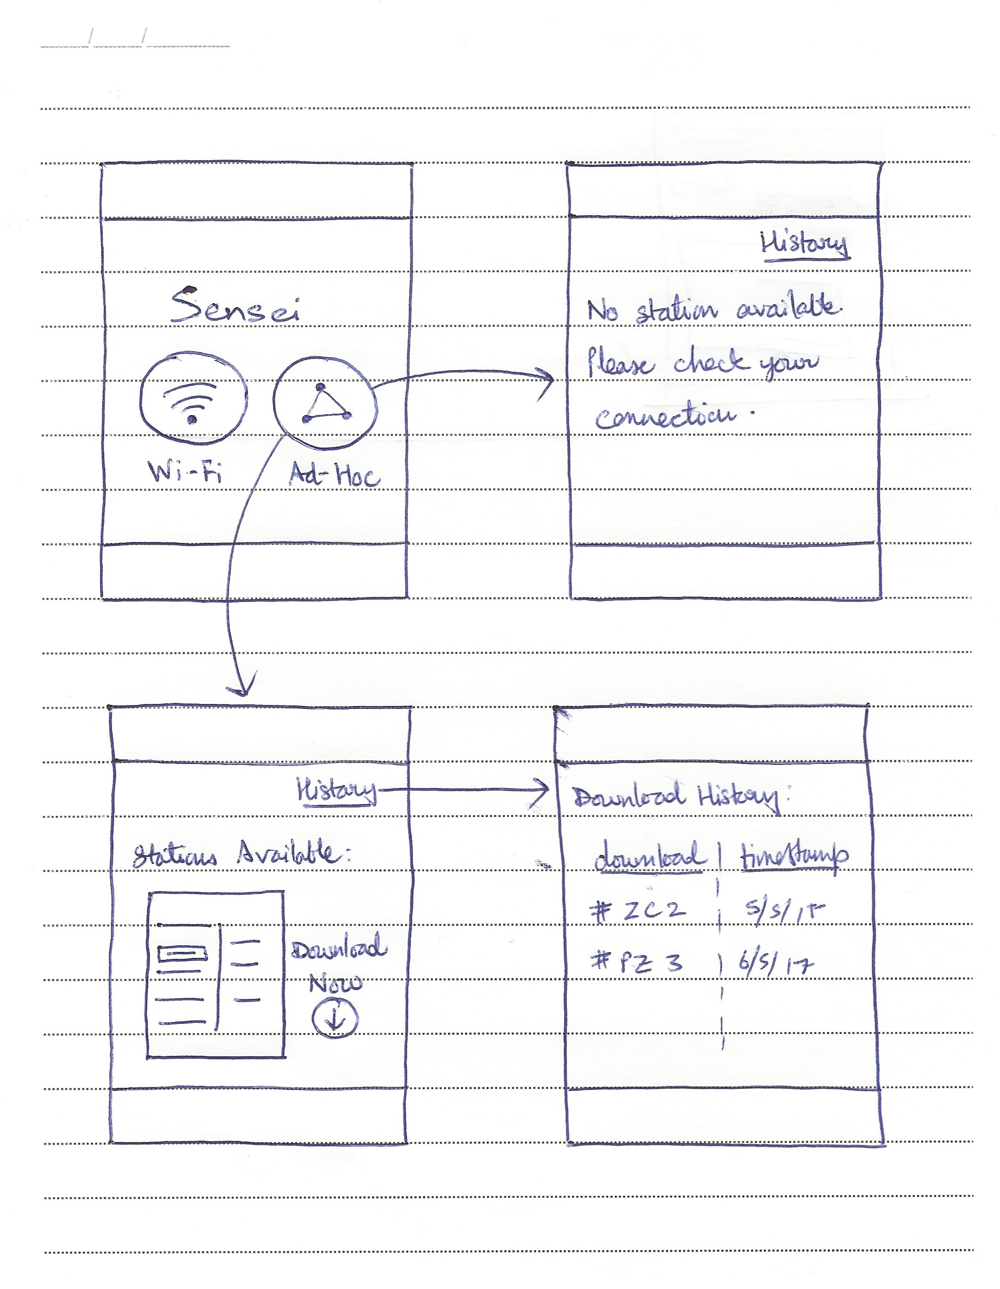 Sensei
Wi-Fi
Ad-Hoc
History
No station available.
Please check your
connection.
History
Stations Available:
Download
Now
Download History:
download | timestamp
# ZC2 | 5/5/17
# PZ 3 | 6/5/17